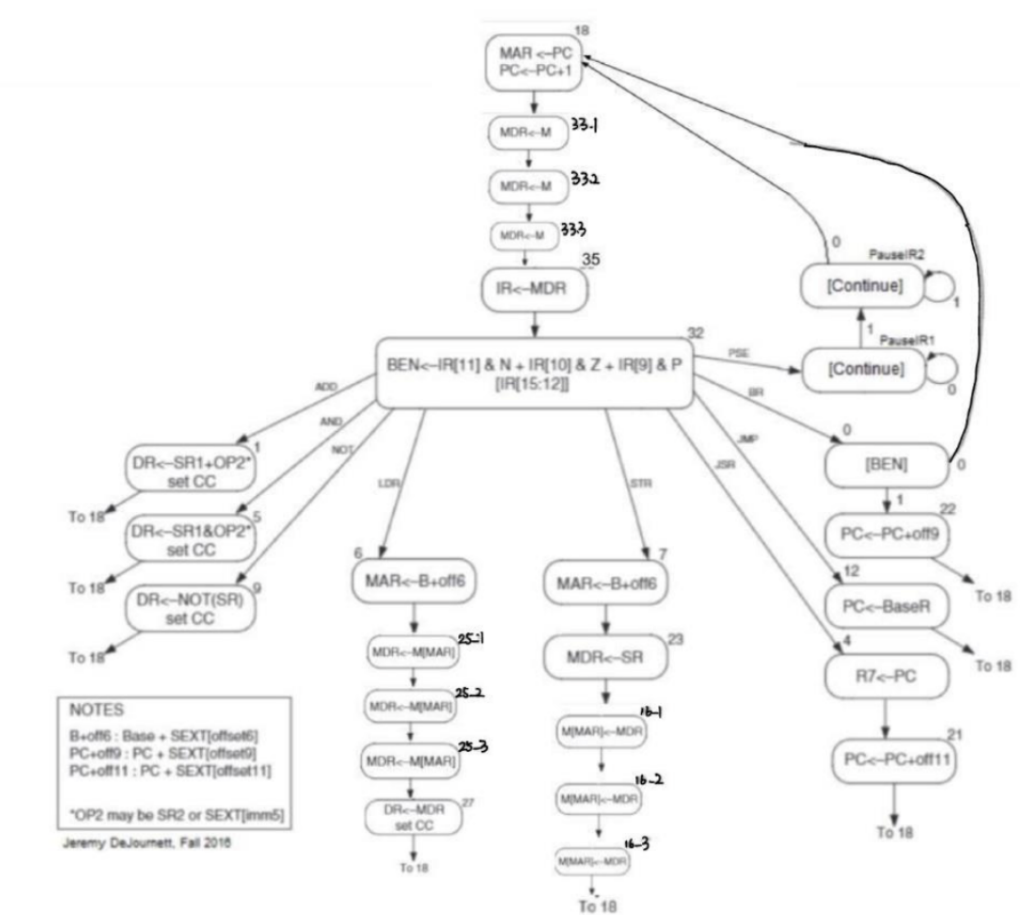 18
MAR <–PC
PC<–PC+1
MDR<–M
33-1
MDR<–M
33-2
MDR<–M
33-3
35
IR<–MDR
32
BEN<–IR[11] & N + IR[10] & Z + IR[9] & P
[IR[15:12]]
PauseIR2
0
[Continue]
1
1
PauseIR1
[Continue]
0
PSE
BR
JMP
JSR
ADD
AND
NOT
LDR
STR
1
DR<–SR1+OP2*
set CC
To 18
5
DR<–SR1&OP2*
set CC
To 18
9
DR<–NOT(SR)
set CC
To 18
6
MAR<–B+off6
MDR<–M[MAR]
25-1
MDR<–M[MAR]
25-2
MDR<–M[MAR]
25-3
27
DR<–MDR
set CC
To 18
7
MAR<–B+off6
23
MDR<–SR
M[MAR]<–MDR
16-1
M[MAR]<–MDR
16-2
M[MAR]<–MDR
16-3
To 18
0
[BEN]
0
1
22
PC<–PC+off9
To 18
12
PC<–BaseR
To 18
4
R7<–PC
21
PC<–PC+off11
To 18
NOTES
B+off6 : Base + SEXT[offset6]
PC+off9 : PC + SEXT[offset9]
PC+off11 : PC + SEXT[offset11]
*OP2 may be SR2 or SEXT[imm5]
Jeremy DeJournett, Fall 2016